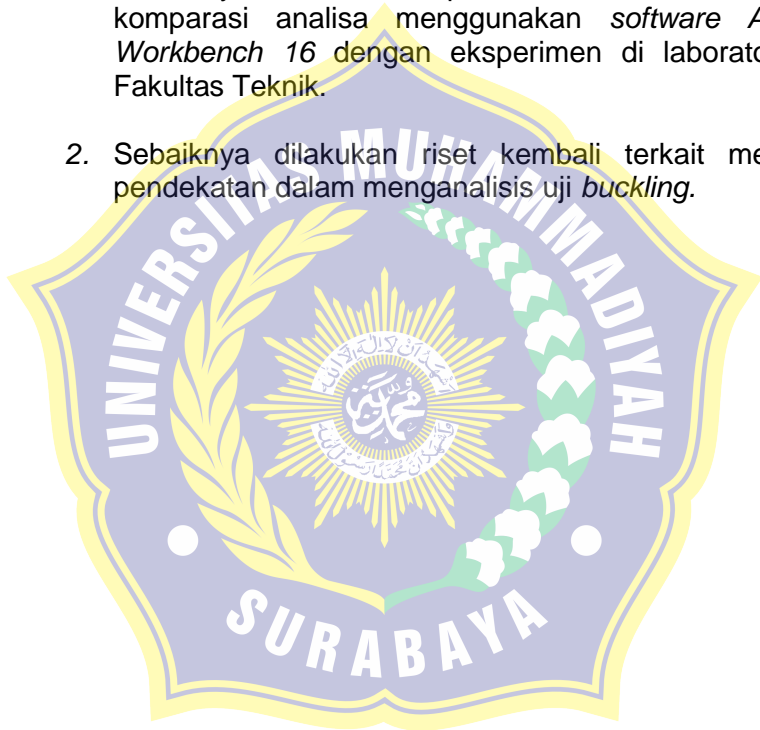 komparasi analisa menggunakan software A
Workbench 16 dengan eksperimen di laborato
Fakultas Teknik.
2. Sebaiknya dilakukan riset kembali terkait me
pendekatan dalam menganalisis uji buckling.
UNIVERSITAS MUHAMMADIYAH
SURABAYA